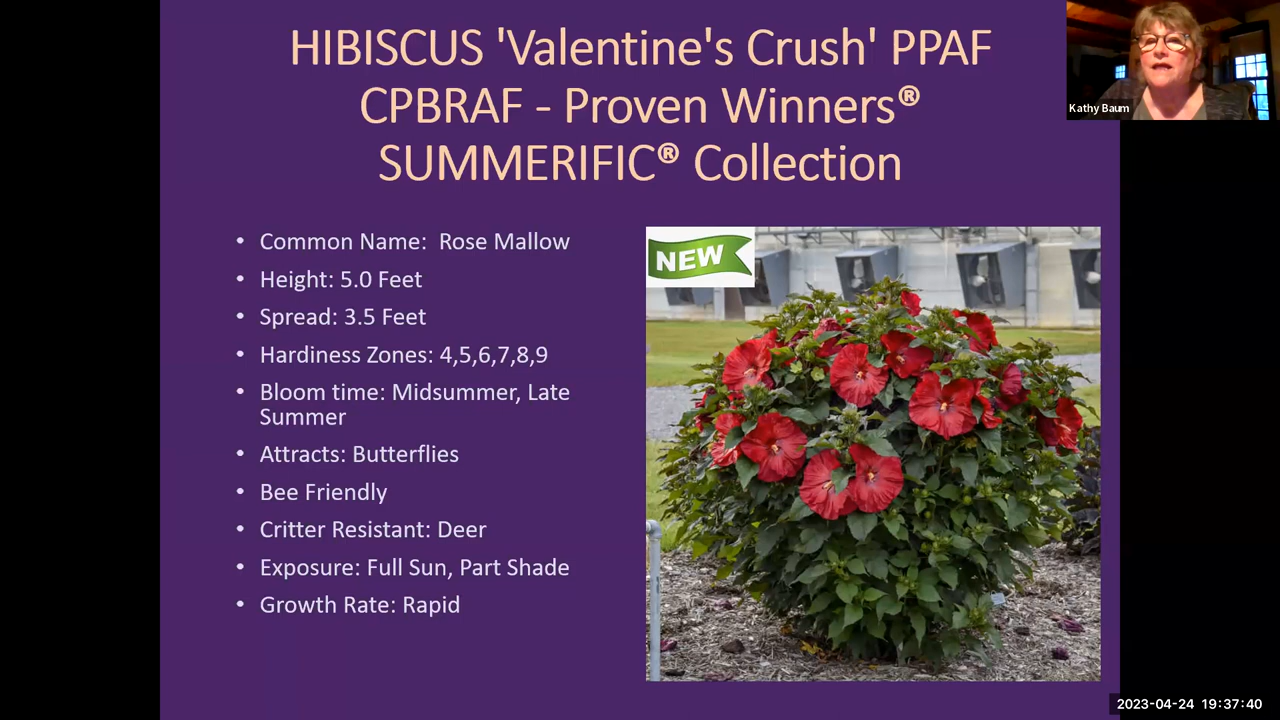 HIBISCUS 'Valentine's Crush' PPAF
CPBRAF - Proven Winners®
SUMMERIFIC® Collection
Kathy Baum
• Common Name:  Rose Mallow
• Height: 5.0 Feet
• Spread: 3.5 Feet
• Hardiness Zones: 4,5,6,7,8,9
• Bloom time: Midsummer, Late
Summer
• Attracts: Butterflies
• Bee Friendly
• Critter Resistant: Deer
• Exposure: Full Sun, Part Shade
• Growth Rate: Rapid
NEW
2023-04-24 19:37:40